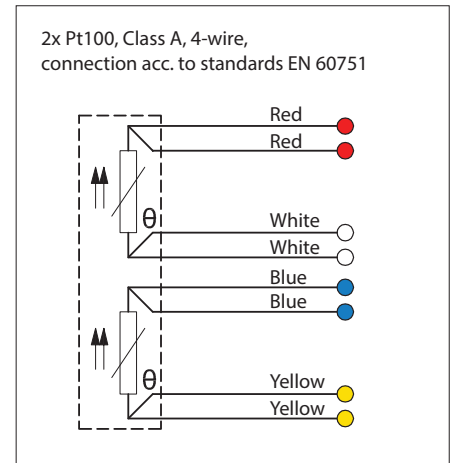 2x Pt100, Class A, 4-wire,
connection acc. to standards EN 60751
Red
Red
θ
White
White
Blue
Blue
θ
Yellow
Yellow